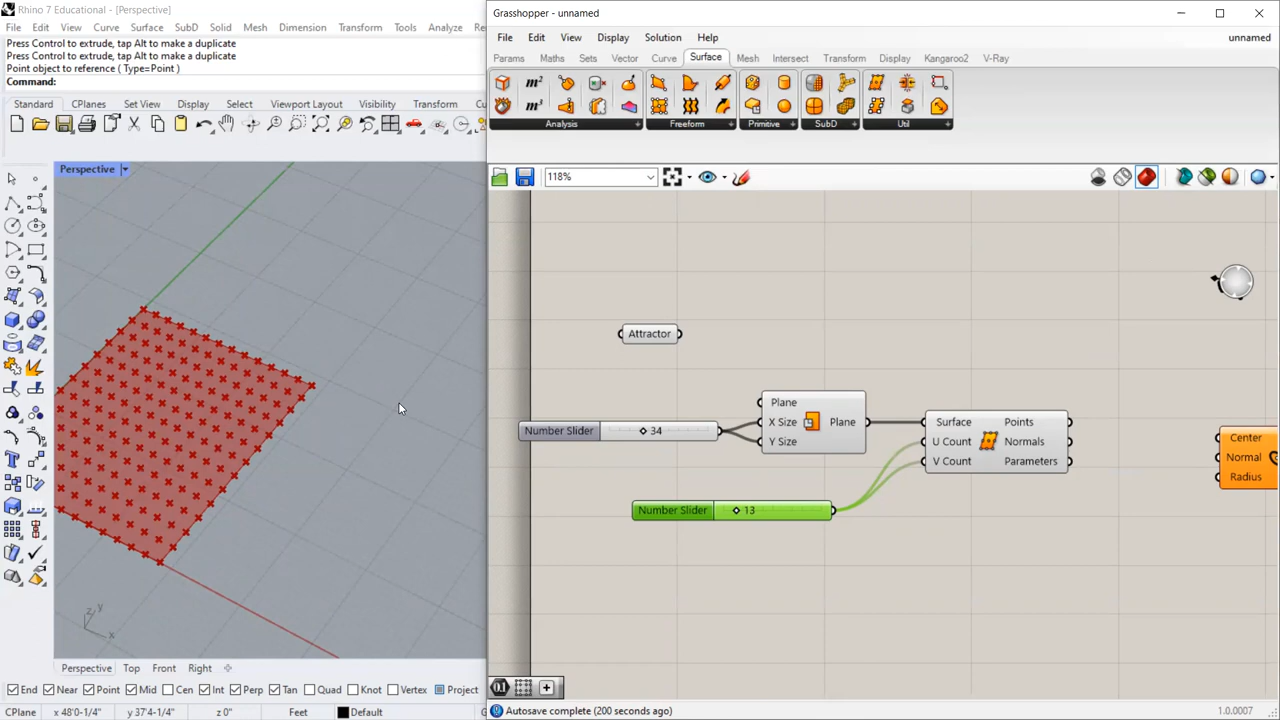 Rhino 7 Educational - [Perspective]
File Edit View Curve Surface SubD Solid Mesh Dimension Transform Tools Analyze
Press Control to extrude, tap Alt to make a duplicate
Press Control to extrude, tap Alt to make a duplicate
Point object to reference ( Type=Point )
Command:
Standard CPlanes Set View Display Select Viewport Layout Visibility Transform
Perspective
z y
x
Perspective Top Front Right
End Near Point Mid Cen Int Perp Tan Quad Knot Vertex Project
CPlane x 48'0-1/4" y 37'4-1/4" z 0" Feet Default
Grasshopper - unnamed
File Edit View Display Solution Help unnamed
Params Maths Sets Vector Curve Surface Mesh Intersect Transform Display Kangaroo2 V-Ray
m²
m³
Analysis Freeform Primitive SubD Util
118%
Attractor
Plane
X Size Plane
Y Size
Number Slider 34
Surface Points
U Count Normals
V Count Parameters
Number Slider 13
Center
Normal
Radius
Autosave complete (200 seconds ago) 1.0.0007